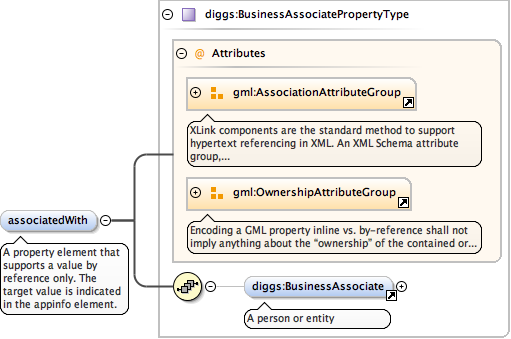 diggs:BusinessAssociatePropertyType
@ Attributes
gml:AssociationAttributeGroup
XLink components are the standard method to support
hypertext referencing in XML. An XML Schema attribute
group,...
gml:OwnershipAttributeGroup
Encoding a GML property inline vs. by-reference shall not
imply anything about the "ownership" of the contained or...
associatedWith
A property element that
supports a value by
reference only. The
target value is indicated
in the appinfo element.
diggs:BusinessAssociate
A person or entity